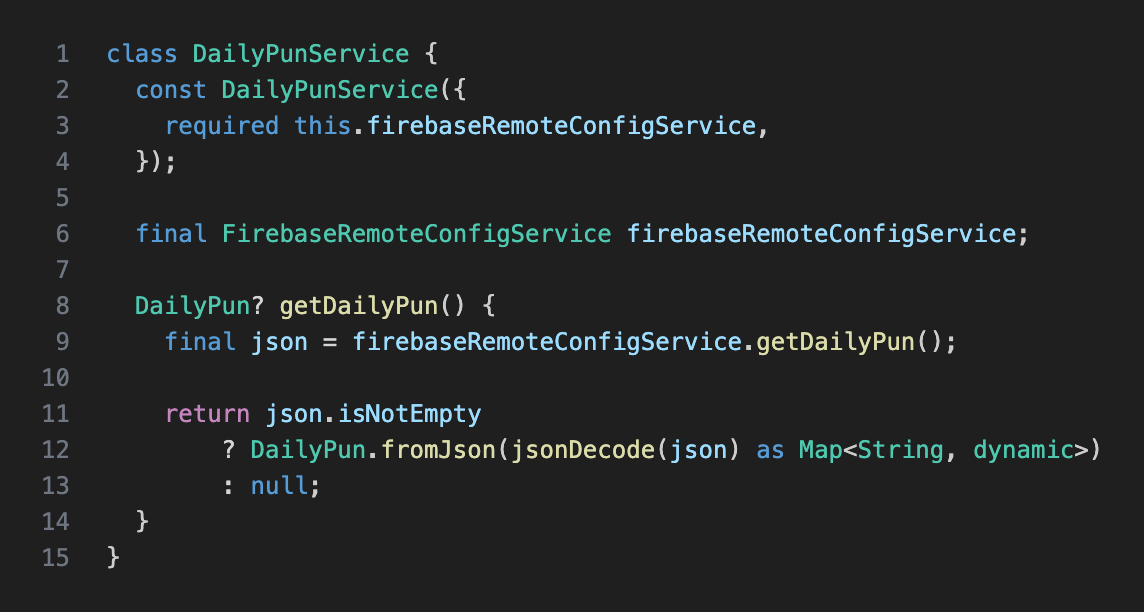 1 class DailyPunService {
2   const DailyPunService({
3     required this.firebaseRemoteConfigService,
4   });
5
6   final FirebaseRemoteConfigService firebaseRemoteConfigService;
7
8   DailyPun? getDailyPun() {
9     final json = firebaseRemoteConfigService.getDailyPun();
10
11     return json.isNotEmpty
12         ? DailyPun.fromJson(jsonDecode(json) as Map<String, dynamic>)
13         : null;
14   }
15 }